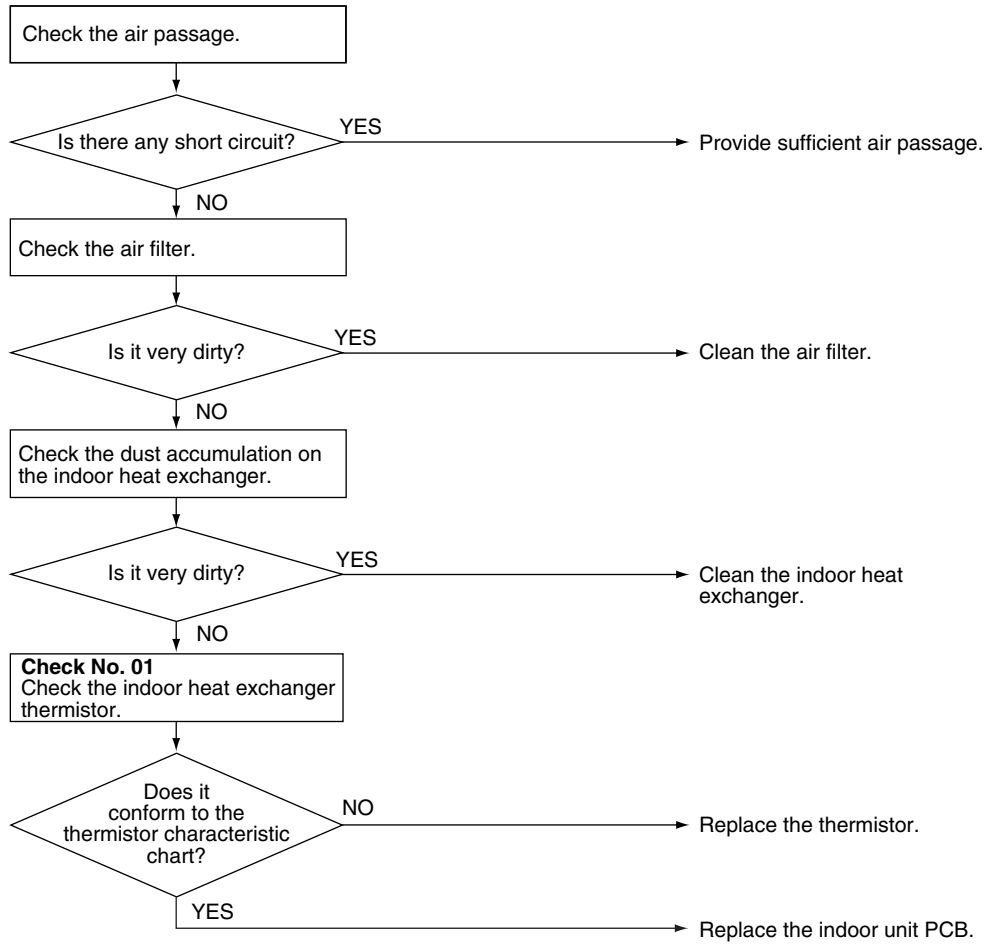 Check the air passage.
Is there any short circuit?
YES
Provide sufficient air passage.
NO
Check the air filter.
Is it very dirty?
YES
Clean the air filter.
NO
Check the dust accumulation on
the indoor heat exchanger.
Is it very dirty?
YES
Clean the indoor heat
exchanger.
NO
Check No. 01
Check the indoor heat exchanger
thermistor.
Does it
conform to the
thermistor characteristic
chart?
NO
Replace the thermistor.
YES
Replace the indoor unit PCB.